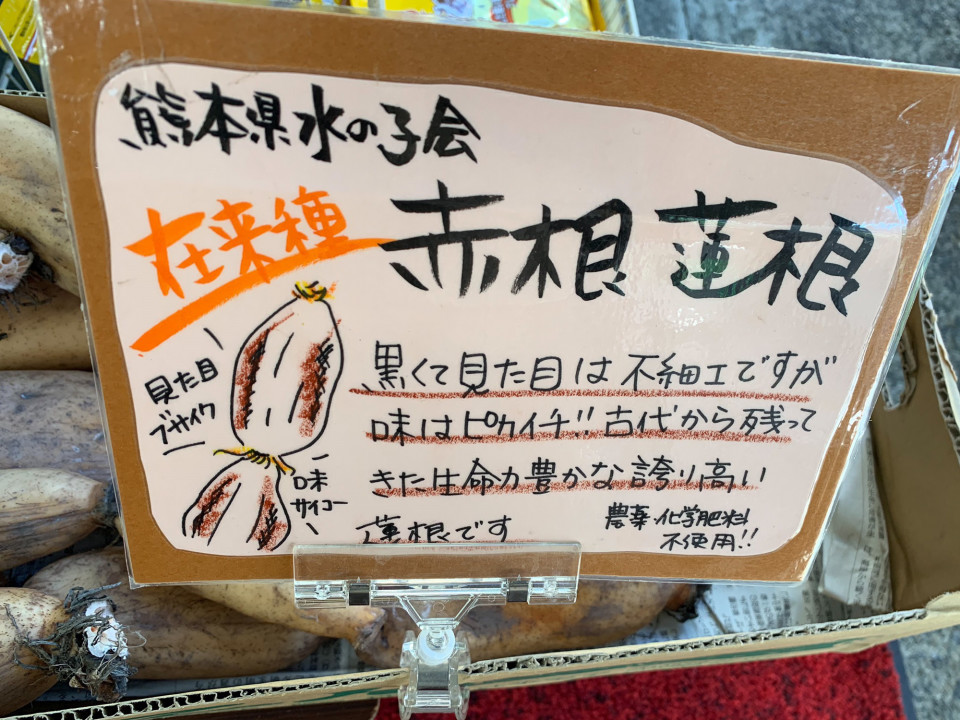 熊本県水の子会
在来種
赤根蓮根
見た目
ブサイク
味
サイコー
黒くて見た目は不細工ですが
味はピカイチ!!古代から残って
きた生命力豊かな誇り高い
蓮根です
農薬・化学肥料
不使用!!